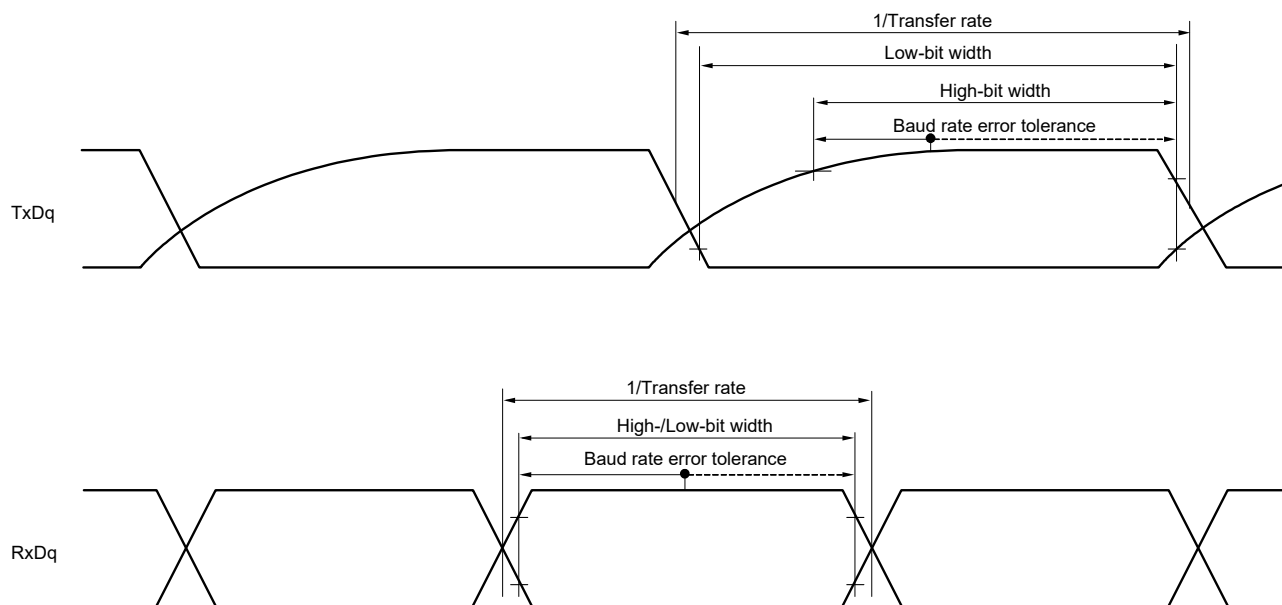 1/Transfer rate
Low-bit width
High-bit width
Baud rate error tolerance
TxDq
1/Transfer rate
High-/Low-bit width
Baud rate error tolerance
RxDq